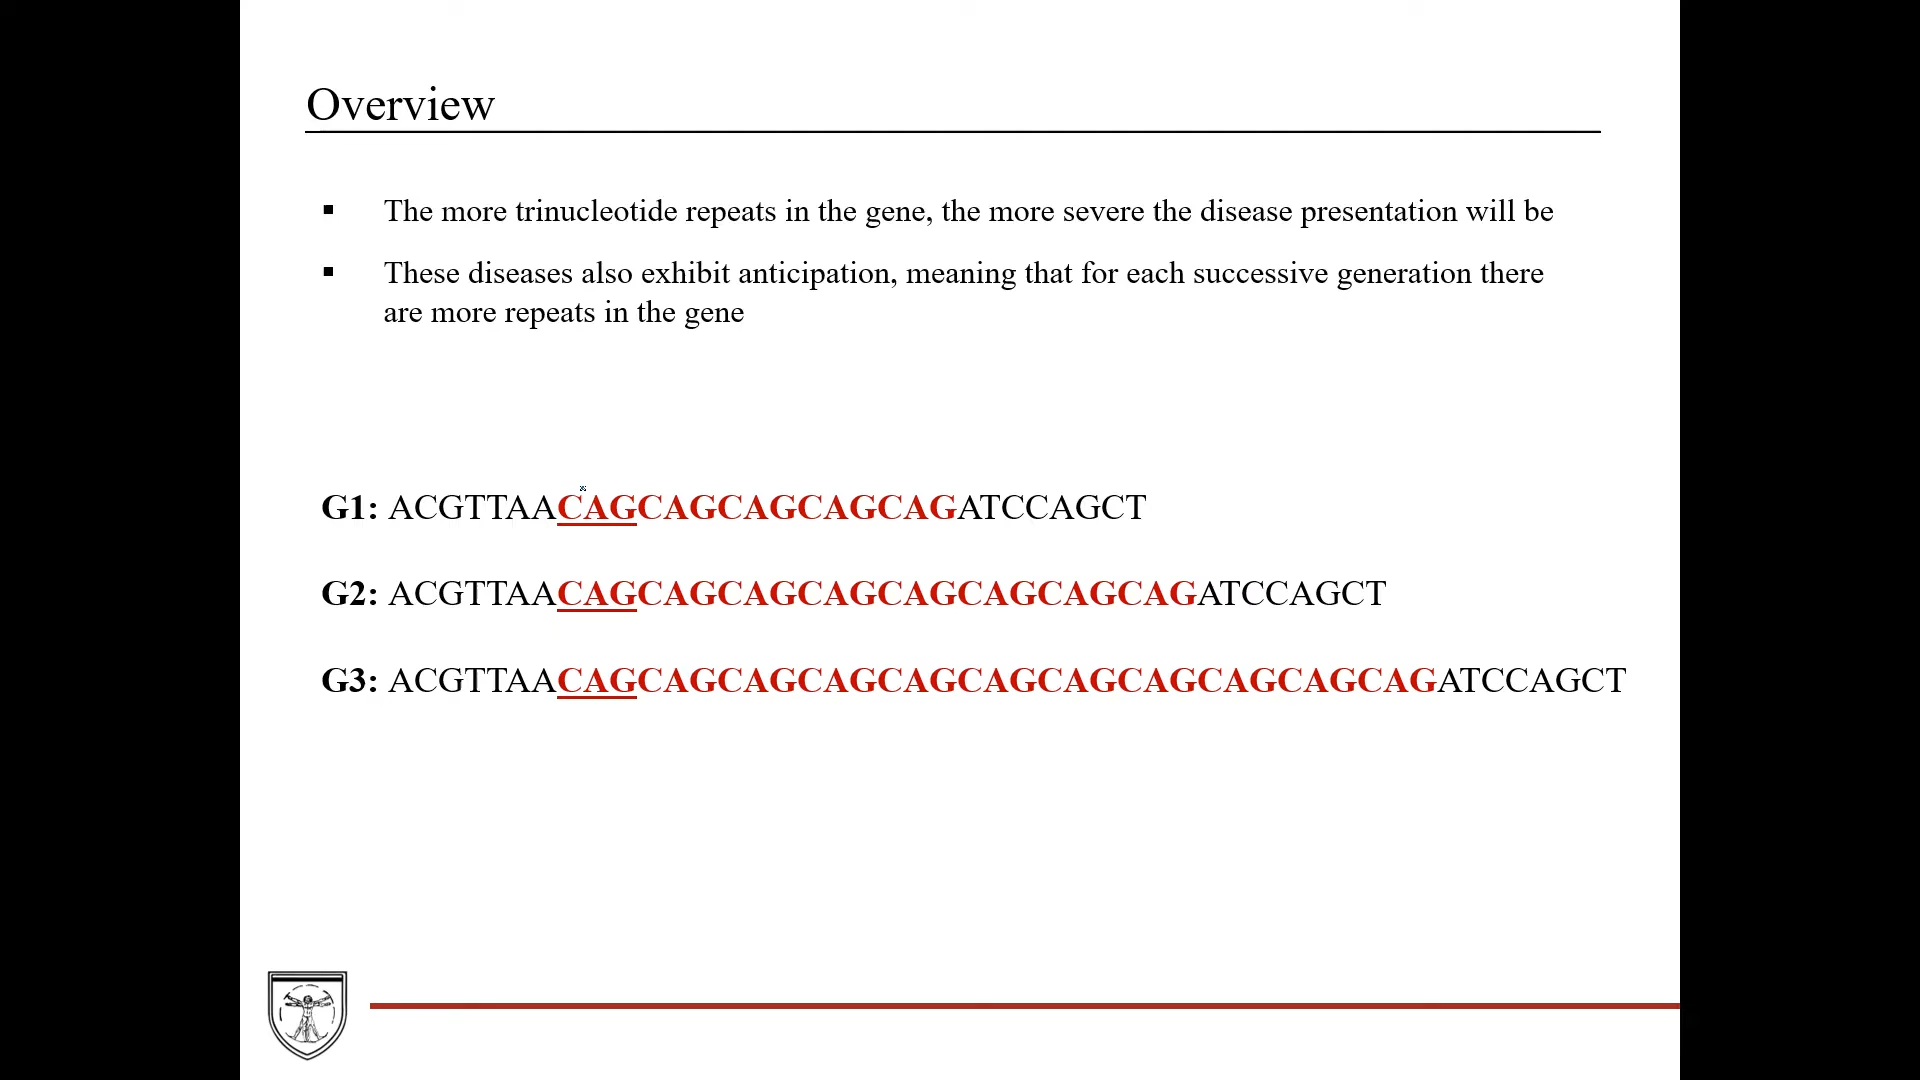 Overview
▪ The more trinucleotide repeats in the gene, the more severe the disease presentation will be
▪ These diseases also exhibit anticipation, meaning that for each successive generation there
are more repeats in the gene
G1: ACGTTAACAGCAGCAGCAGCAGATCCAGCT
G2: ACGTTAACAGCAGCAGCAGCAGCAGCAGCAGATCCAGCT
G3: ACGTTAACAGCAGCAGCAGCAGCAGCAGCAGCAGCAGCAGATCCAGCT